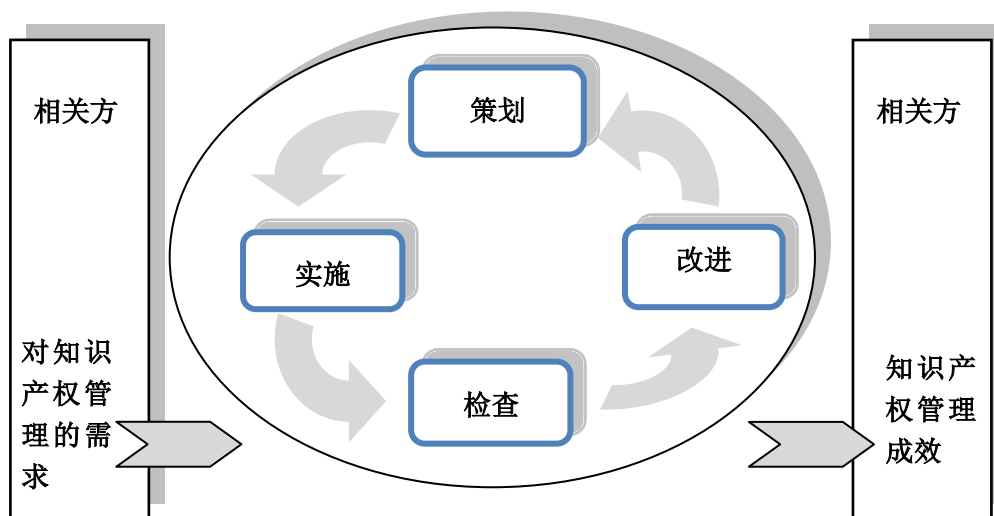 相关方
对知识
产权管
理的需
求
策划
实施
改进
检查
相关方
知识产
权管理
成效